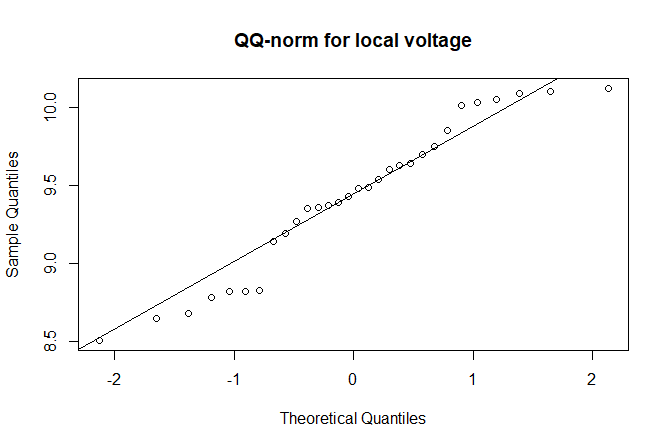 QQ-norm for local voltage
Sample Quantiles
10.0
9.5
9.0
8.5
-2 -1 0 1 2
Theoretical Quantiles